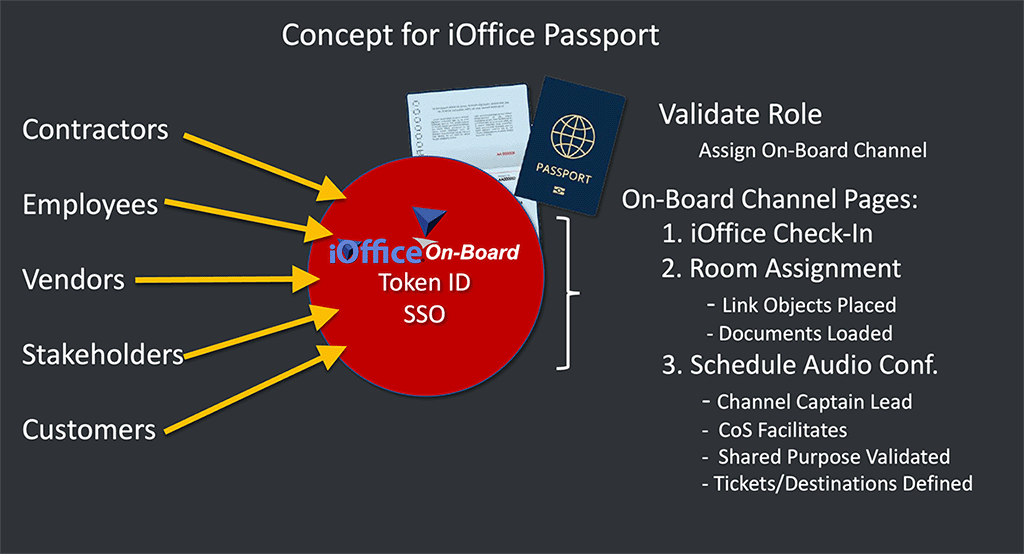 Concept for iOffice Passport
Contractors
Employees
Vendors
Stakeholders
Customers
PASSPORT
iOffice On-Board
Token ID
SSO
Validate Role
Assign On-Board Channel
On-Board Channel Pages:
1. iOffice Check-In
2. Room Assignment
- Link Objects Placed
- Documents Loaded
3. Schedule Audio Conf.
- Channel Captain Lead
- CoS Facilitates
- Shared Purpose Validated
- Tickets/Destinations Defined